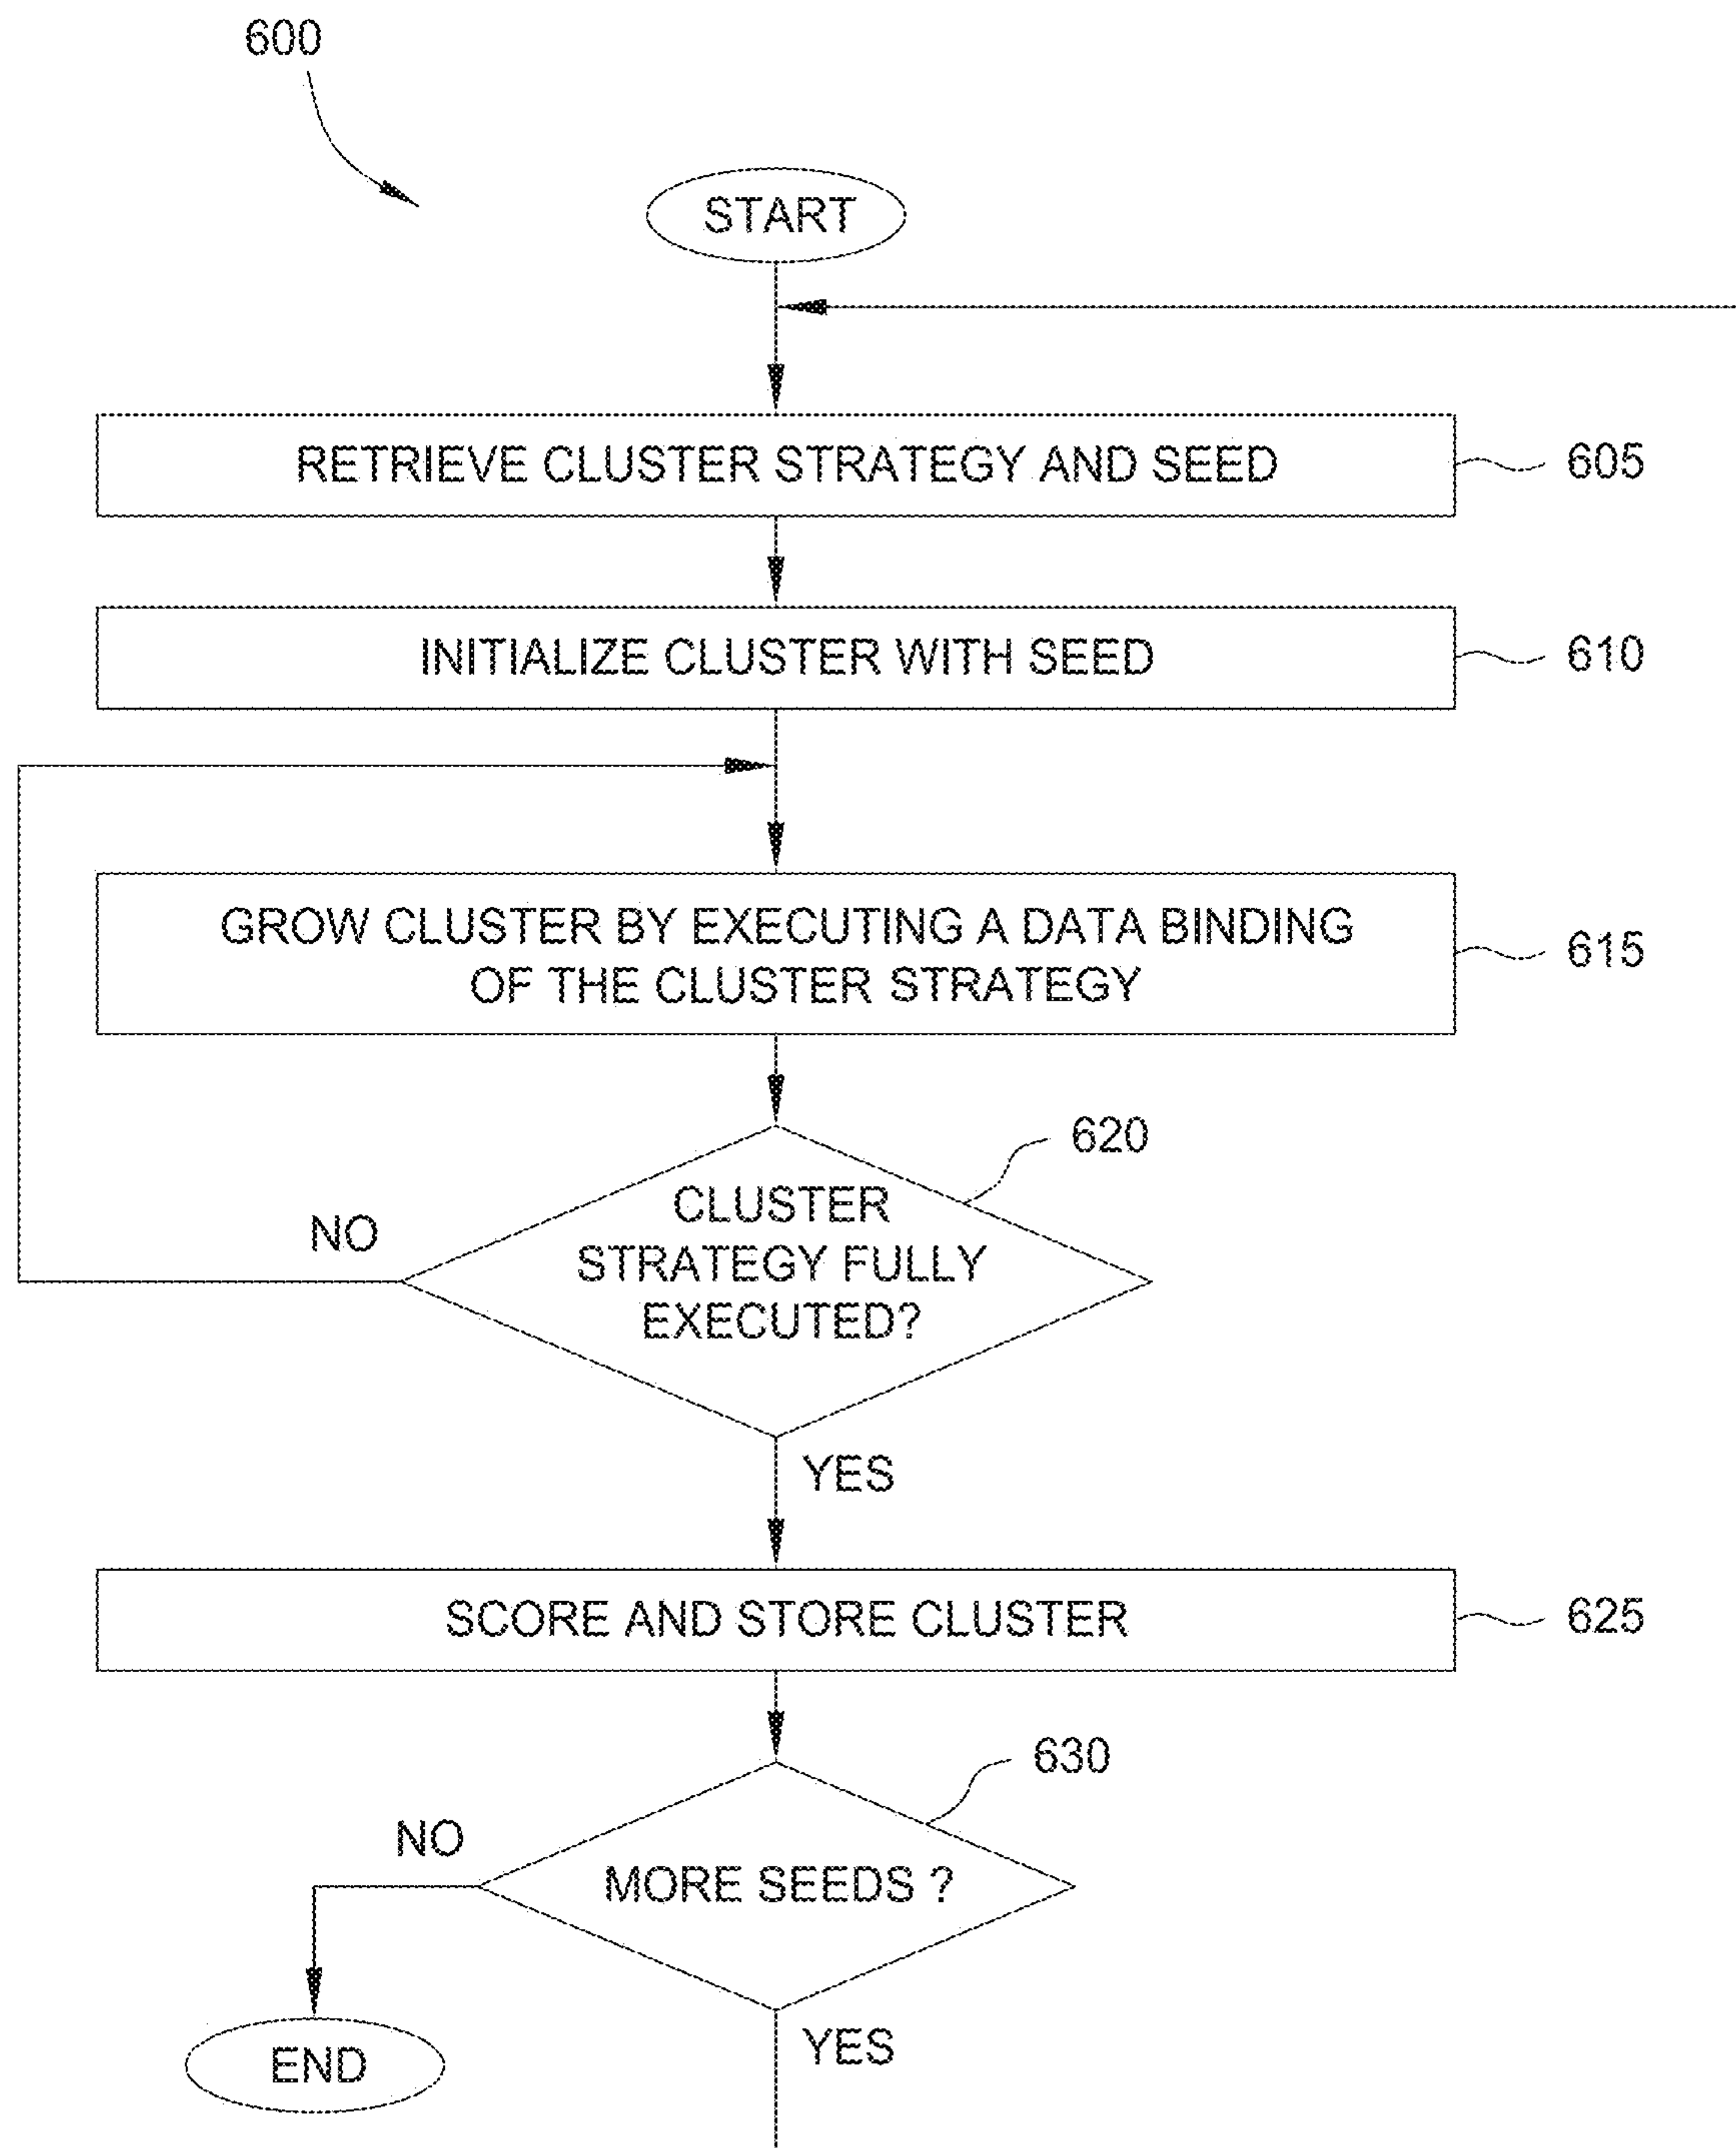 600
START
RETRIEVE CLUSTER STRATEGY AND SEED
605
INITIALIZE CLUSTER WITH SEED
610
GROW CLUSTER BY EXECUTING A DATA BINDING
OF THE CLUSTER STRATEGY
615
620
CLUSTER
STRATEGY FULLY
EXECUTED?
NO
YES
SCORE AND STORE CLUSTER
625
630
MORE SEEDS ?
NO
YES
END